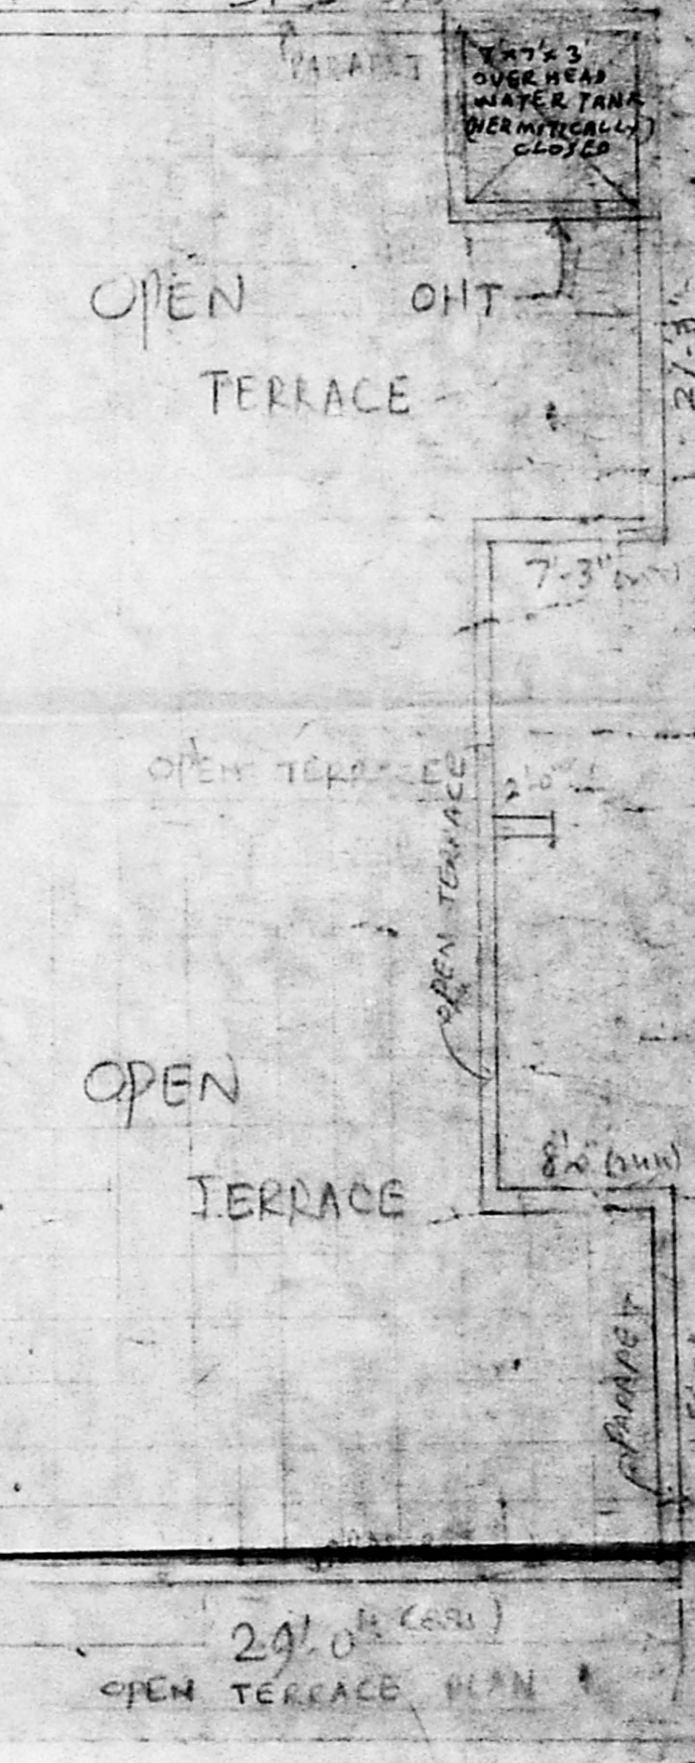 PARAPET
7'x7'x3'
OVER HEAD
WATER TANK
(HERMITICALLY)
CLOSED
OPEN
OHT
TERRACE
7'-3"
OPEN TERRACE
2'-0"
OPEN TERRACE
OPEN
8'-6"
TERRACE
PARAPET
29'-0"
OPEN TERRACE PLAN